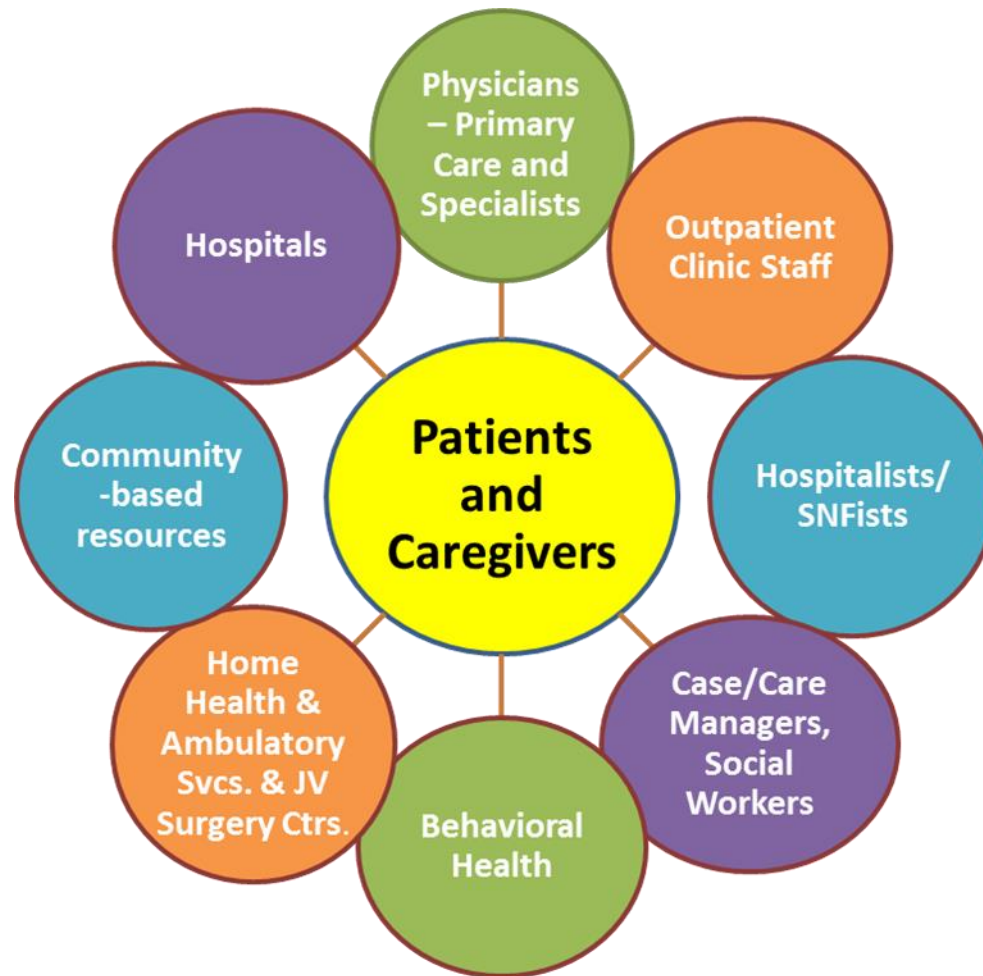 Physicians
– Primary
Care and
Specialists
Outpatient
Clinic Staff
Hospitalists/
SNFists
Case/Care
Managers,
Social
Workers
Behavioral
Health
Home
Health &
Ambulatory
Svcs. & JV
Surgery Ctrs.
Community
-based
resources
Hospitals
Patients
and
Caregivers